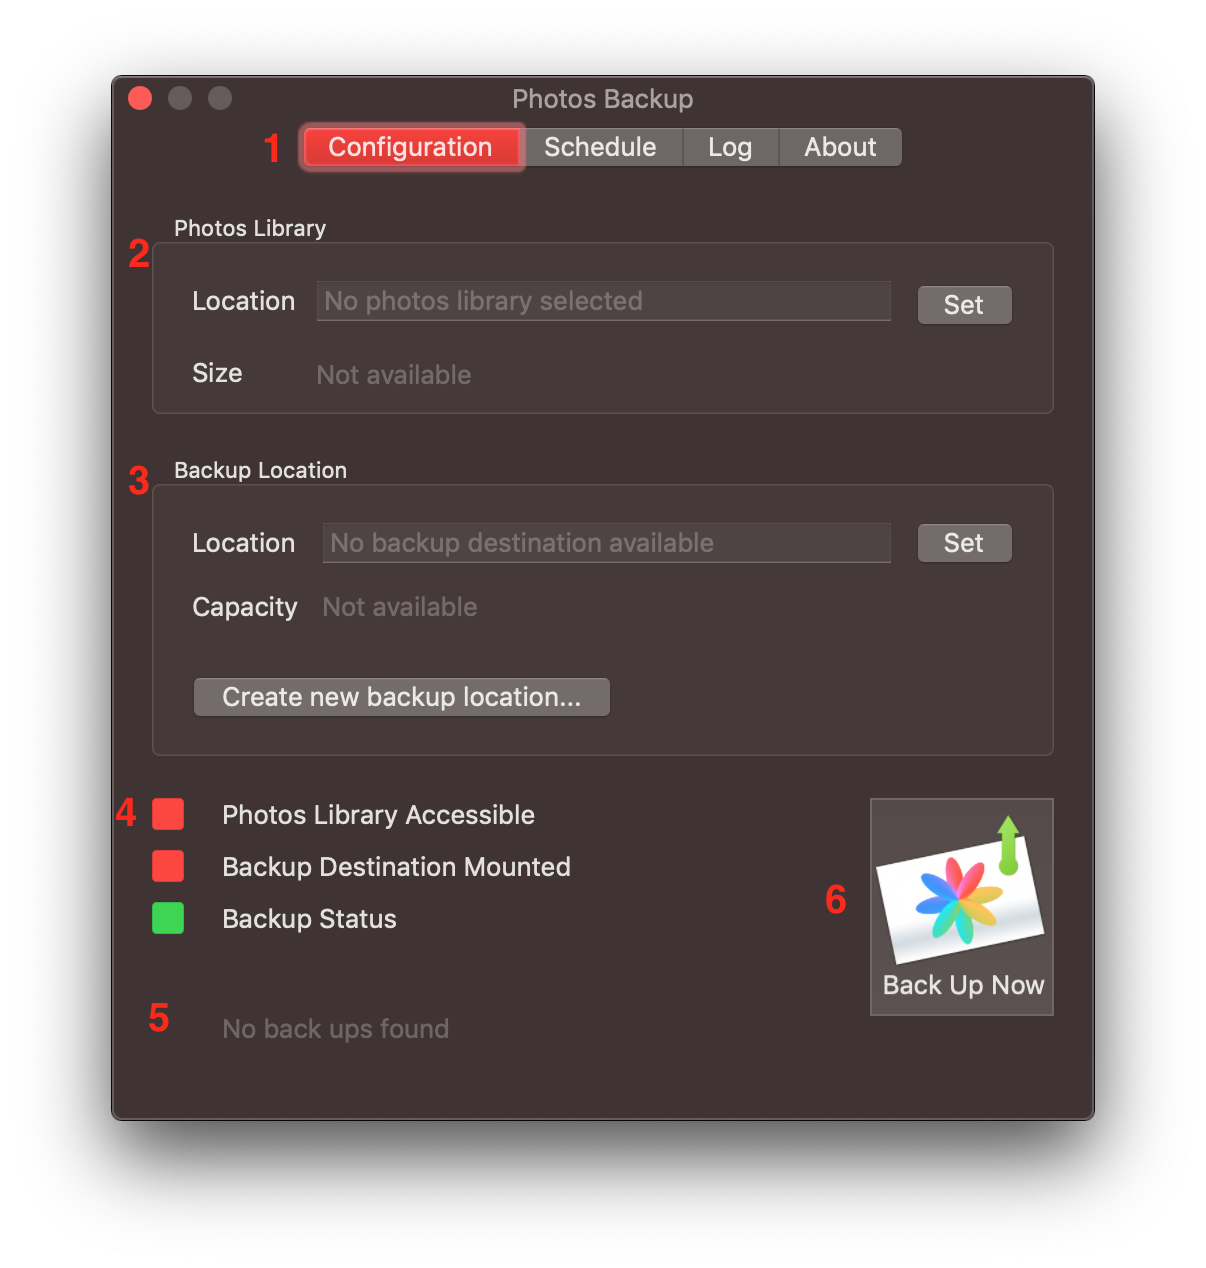 Photos Backup
1 Configuration Schedule Log About
Photos Library
2
Location No photos library selected Set
Size Not available
Backup Location
3
Location No backup destination available Set
Capacity Not available
Create new backup location...
4 Photos Library Accessible
Backup Destination Mounted
Backup Status
6
Back Up Now
5 No back ups found